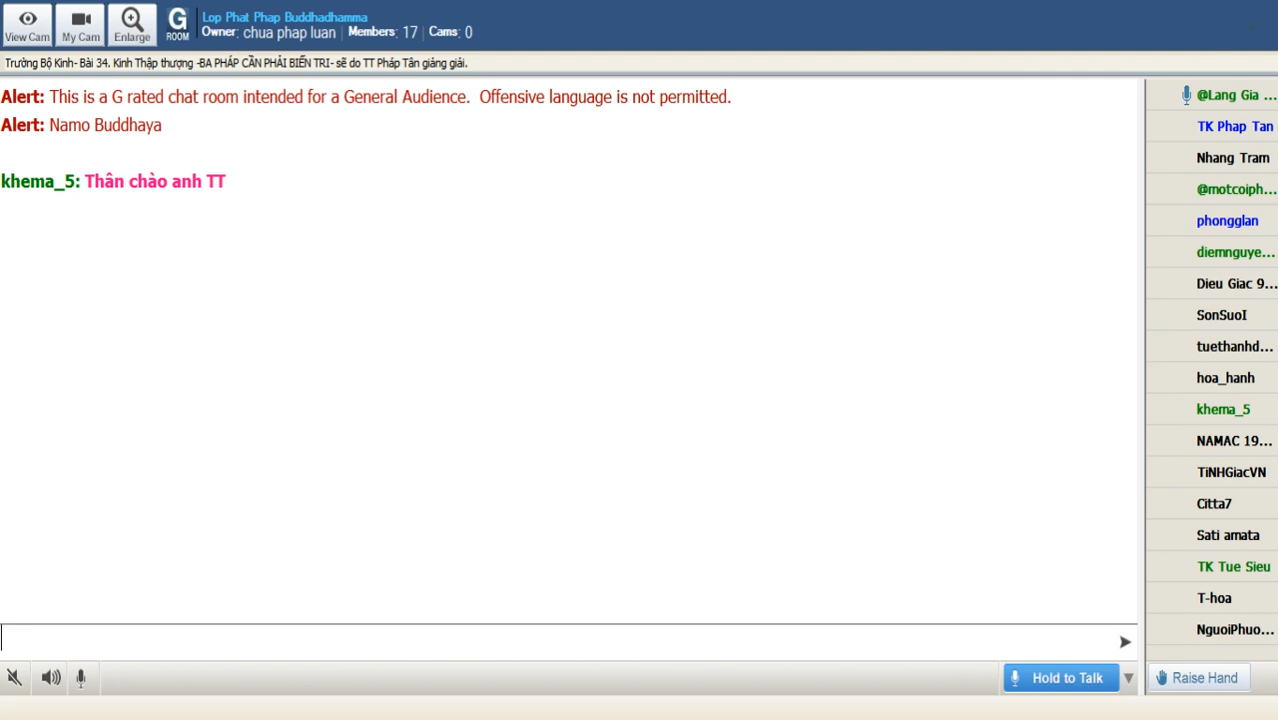 View Cam
My Cam
Enlarge
G
ROOM
Lop Phat Phap Buddhadhamma
Owner: chua phap luan | Members: 17 | Cams: 0
Trường Bộ Kinh- Bài 34. Kinh Thập thượng -BA PHÁP CẦN PHẢI BIẾN TRI- sẽ do TT Pháp Tân giảng giải.
Alert: This is a G rated chat room intended for a General Audience. Offensive language is not permitted.
Alert: Namo Buddhaya
khema_5: Thân chào anh TT
@Lang Gia ...
TK Phap Tan
Nhang Tram
@motcoiph...
phongglan
diemnguye...
Dieu Giac 9...
SonSuoI
tuethanhd...
hoa_hanh
khema_5
NAMAC 19...
TiNHGiacVN
Citta7
Sati amata
TK Tue Sieu
T-hoa
NguoiPhuo...
Hold to Talk
Raise Hand